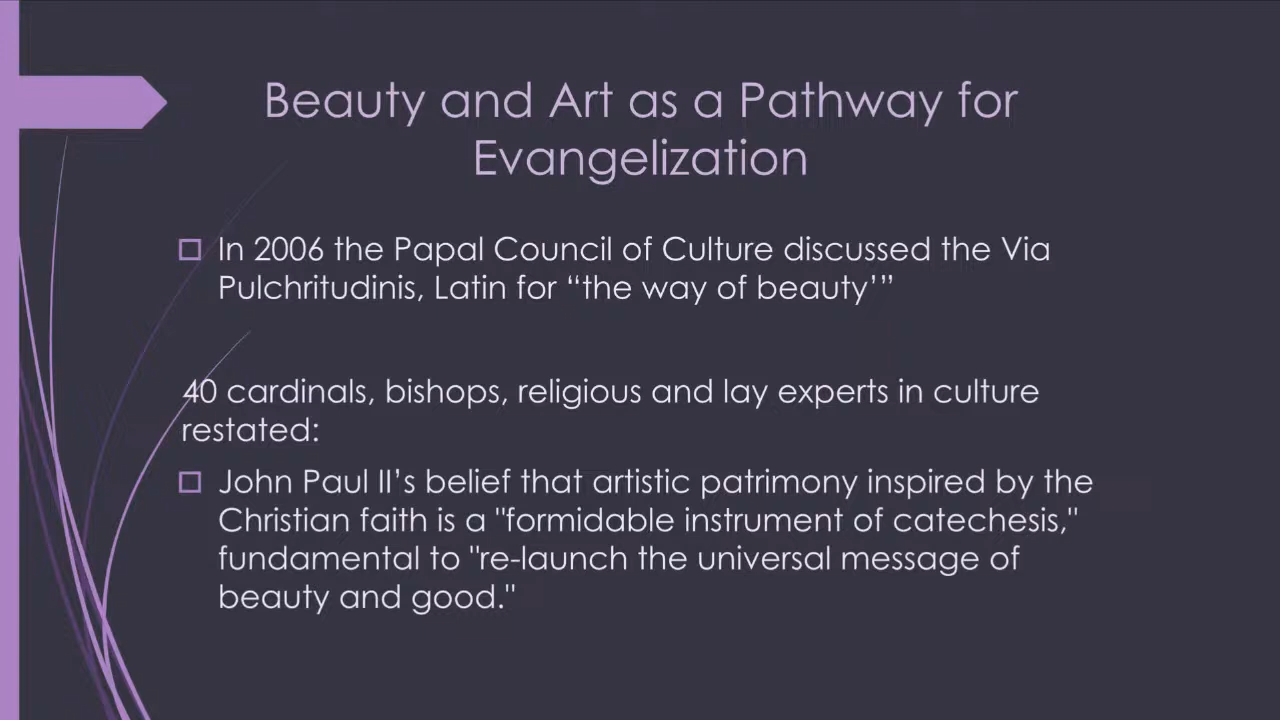 Beauty and Art as a Pathway for
Evangelization
In 2006 the Papal Council of Culture discussed the Via
Pulchritudinis, Latin for “the way of beauty’”
40 cardinals, bishops, religious and lay experts in culture
restated:
John Paul II’s belief that artistic patrimony inspired by the
Christian faith is a "formidable instrument of catechesis,"
fundamental to "re-launch the universal message of
beauty and good."